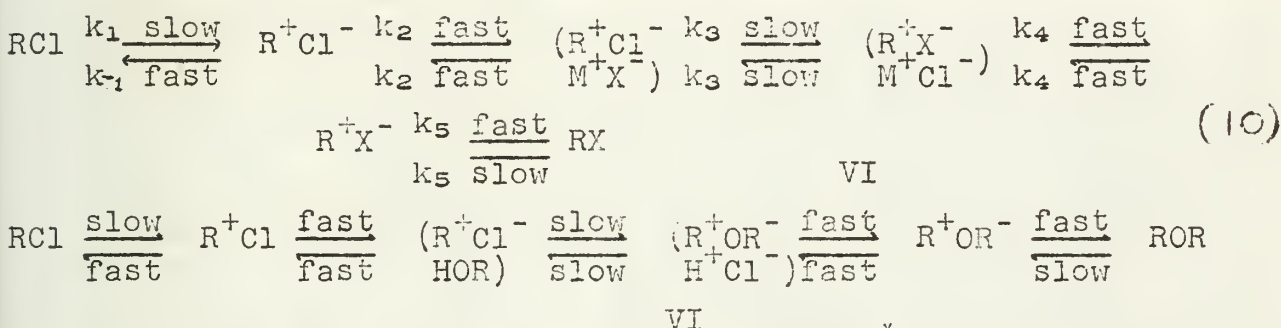 RCl k₁ slow R⁺Cl⁻ k₂ fast (R⁺Cl⁻ k₃ slow (R⁺X⁻ k₄ fast
k₋₁ fast k₂ fast M⁺X⁻) k₃ slow M⁺Cl⁻) k₄ fast
R⁺X⁻ k₅ fast RX (10)
k₅ slow VI
RCl slow R⁺Cl fast (R⁺Cl⁻ slow (R⁺OR⁻ fast R⁺OR⁻ fast ROR
fast fast HOR) slow H⁺Cl⁻) fast slow
VI